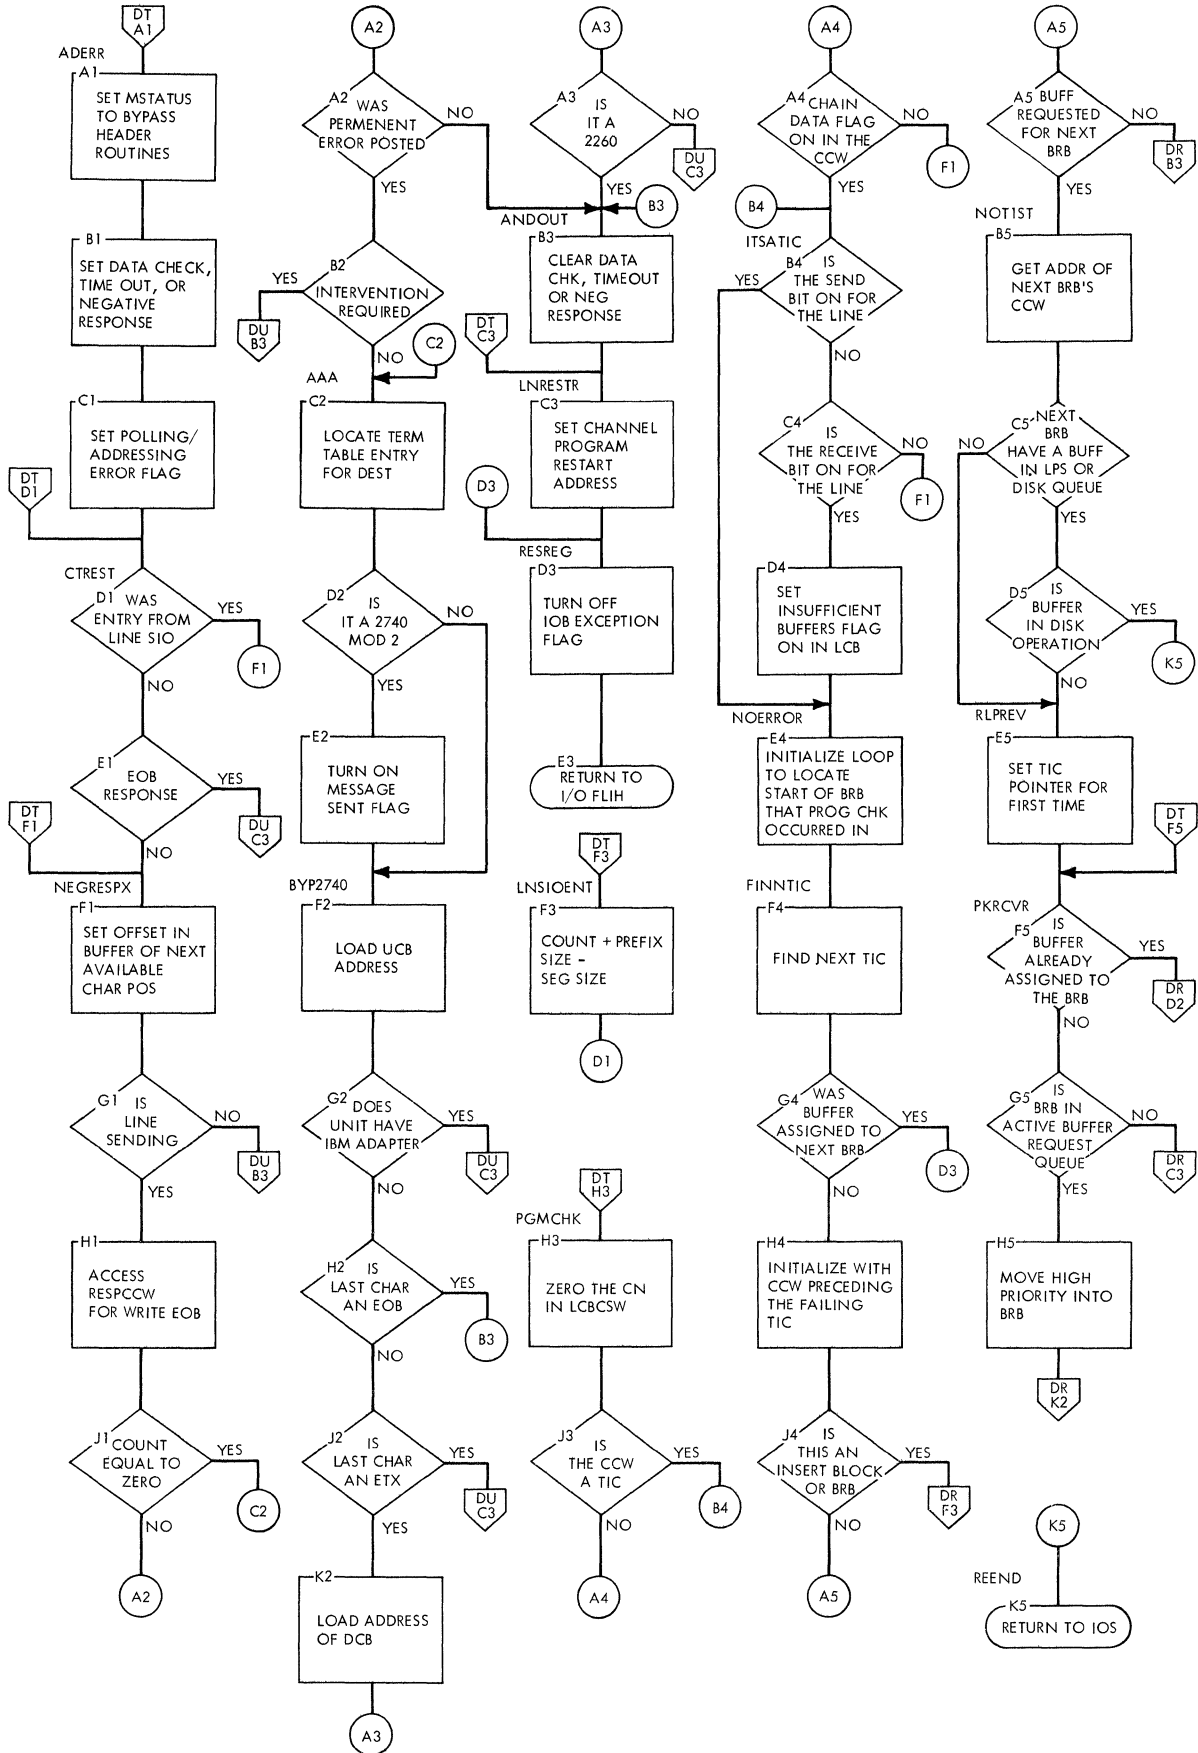 DT
A1
ADERR
A1
SET MSTATUS
TO BYPASS
HEADER
ROUTINES
B1
SET DATA CHECK,
TIME OUT, OR
NEGATIVE
RESPONSE
C1
SET POLLING/
ADDRESSING
ERROR FLAG
DT
D1
CTREST
D1 WAS
ENTRY FROM
LINE SIO
YES
F1
NO
E1
EOB
RESPONSE
YES
DU
C3
DT
F1
NO
NEGRESPX
F1
SET OFFSET IN
BUFFER OF NEXT
AVAILABLE
CHAR POS
G1
IS
LINE
SENDING
NO
DU
B3
YES
H1
ACCESS
RESPCCW
FOR WRITE EOB
J1
COUNT
EQUAL TO
ZERO
YES
C2
NO
A2
A2
A2
WAS
PERMENENT
ERROR POSTED
NO
YES
B2
INTERVENTION
REQUIRED
YES
DU
B3
NO
C2
AAA
C2
LOCATE TERM
TABLE ENTRY
FOR DEST
D2
IS
IT A 2740
MOD 2
NO
YES
E2
TURN ON
MESSAGE
SENT FLAG
BYP2740
F2
LOAD UCB
ADDRESS
G2
DOES
UNIT HAVE
IBM ADAPTER
YES
DU
C3
NO
H2
IS
LAST CHAR
AN EOB
YES
B3
NO
J2
IS
LAST CHAR
AN ETX
YES
DU
C3
YES
K2
LOAD ADDRESS
OF DCB
A3
A3
A3
IS
IT A
2260
NO
DU
C3
YES
B3
ANDOUT
B3
CLEAR DATA
CHK, TIMEOUT
OR NEG
RESPONSE
DT
C3
LNRESTR
C3
SET CHANNEL
PROGRAM
RESTART
ADDRESS
D3
RESREG
D3
TURN OFF
IOB EXCEPTION
FLAG
E3
RETURN TO
I/O FLIH
DT
F3
LNSIOENT
F3
COUNT + PREFIX
SIZE -
SEG SIZE
D1
DT
H3
PGMCHK
H3
ZERO THE CN
IN LCBCSW
J3
IS
THE CCW
A TIC
YES
B4
NO
A4
A4
A4
CHAIN
DATA FLAG
ON IN THE
CCW
NO
F1
YES
B4
ITSATIC
B4
IS
THE SEND
BIT ON FOR
THE LINE
YES
NO
C4
IS
THE RECEIVE
BIT ON FOR
THE LINE
NO
F1
YES
D4
SET
INSUFFICIENT
BUFFERS FLAG
ON IN LCB
NOERROR
E4
INITIALIZE LOOP
TO LOCATE
START OF BRB
THAT PROG CHK
OCCURRED IN
FINNTIC
F4
FIND NEXT TIC
G4
WAS
BUFFER
ASSIGNED TO
NEXT BRB
YES
D3
NO
H4
INITIALIZE WITH
CCW PRECEDING
THE FAILING
TIC
J4
IS
THIS AN
INSERT BLOCK
OR BRB
YES
DR
F3
NO
A5
A5
A5 BUFF
REQUESTED
FOR NEXT
BRB
NO
DR
B3
YES
NOT1ST
B5
GET ADDR OF
NEXT BRB'S
CCW
C5 NEXT
BRB
HAVE A BUFF
IN LPS OR
DISK QUEUE
NO
YES
D5
IS
BUFFER
IN DISK
OPERATION
YES
K5
NO
RLPREV
E5
SET TIC
POINTER FOR
FIRST TIME
DT
F5
PKRCVR
F5
IS
BUFFER
ALREADY
ASSIGNED TO
THE BRB
YES
DR
D2
NO
G5
IS
BRB IN
ACTIVE BUFFER
REQUEST
QUEUE
NO
DR
C3
YES
H5
MOVE HIGH
PRIORITY INTO
BRB
DR
K2
K5
REEND
K5
RETURN TO IOS